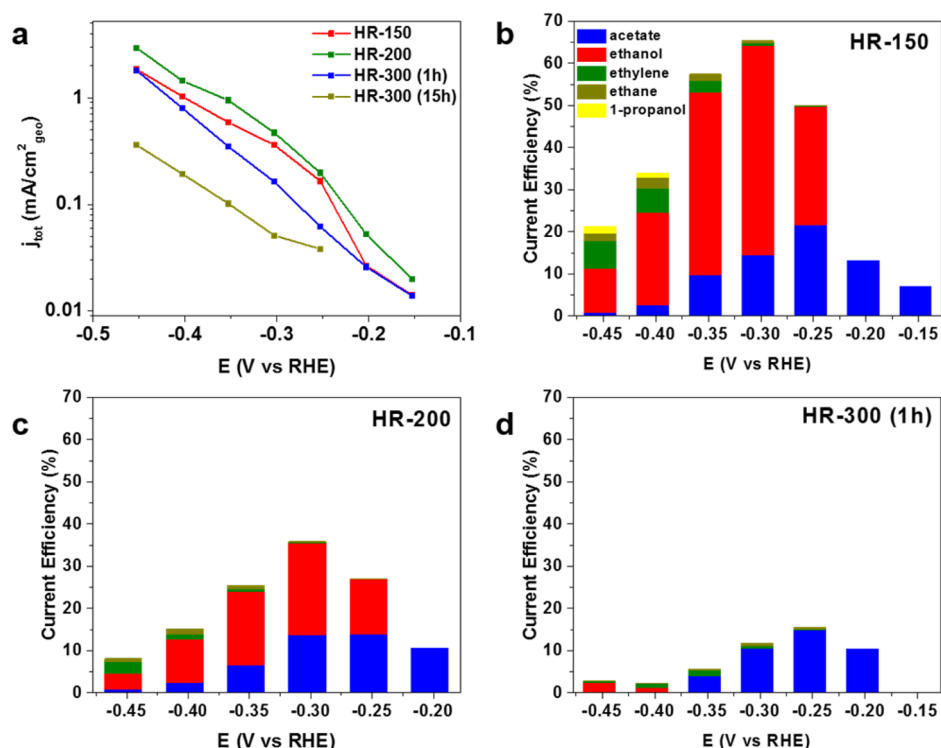 a
HR-150
HR-200
HR-300 (1h)
HR-300 (15h)
1
0.1
0.01
j_tot (mA/cm²_geo)
-0.5 -0.4 -0.3 -0.2 -0.1
E (V vs RHE)
b
HR-150
acetate
ethanol
ethylene
ethane
1-propanol
70
60
50
40
30
20
10
0
Current Efficiency (%)
-0.45 -0.40 -0.35 -0.30 -0.25 -0.20 -0.15
E (V vs RHE)
c
HR-200
70
60
50
40
30
20
10
0
Current Efficiency (%)
-0.45 -0.40 -0.35 -0.30 -0.25 -0.20
E (V vs RHE)
d
HR-300 (1h)
70
60
50
40
30
20
10
0
Current Efficiency (%)
-0.45 -0.40 -0.35 -0.30 -0.25 -0.20 -0.15
E (V vs RHE)